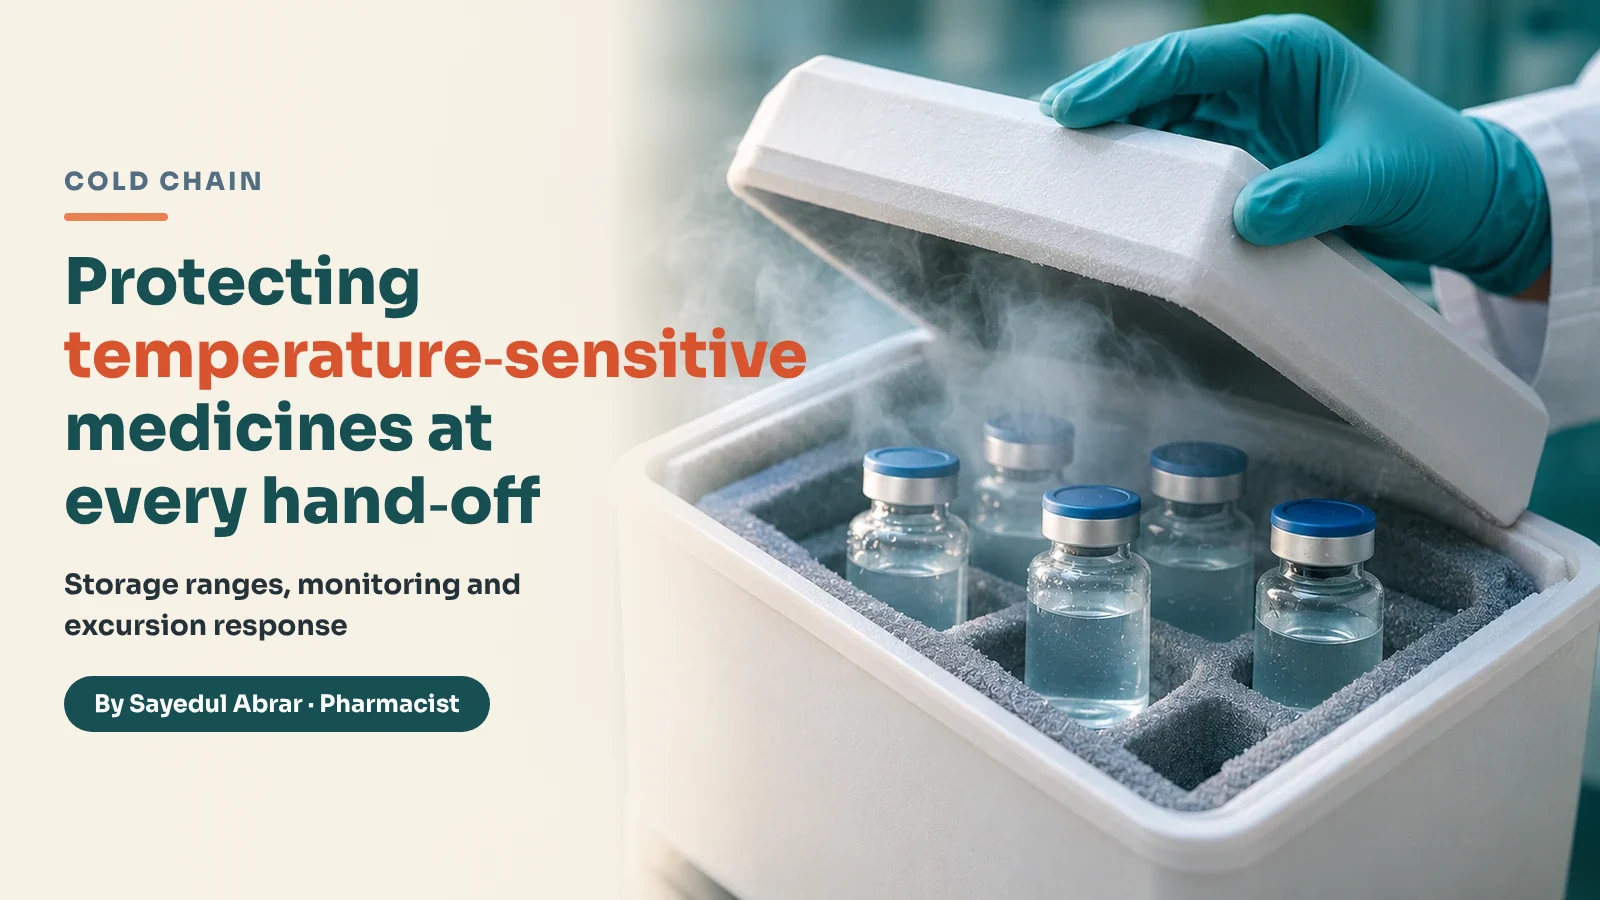 COLD CHAIN
Protecting
temperature-sensitive
medicines at
every hand-off
Storage ranges, monitoring and
excursion response
By Sayedul Abrar · Pharmacist